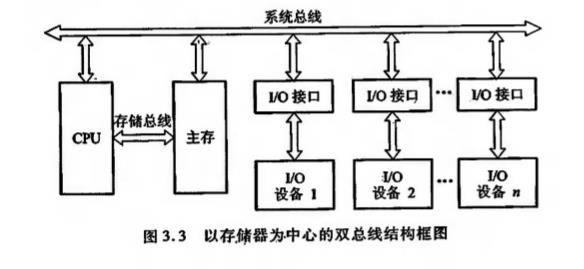 系统总线
存储总线
CPU
主存
I/O 接口
I/O 接口
···
I/O 接口
I/O
设备 1
I/O
设备 2
···
I/O
设备 n
图 3.3 以存储器为中心的双总线结构框图